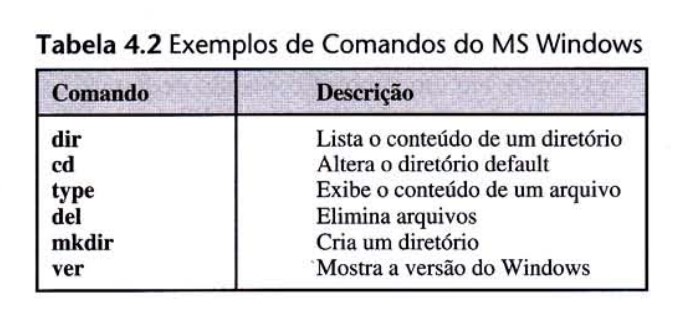 Tabela 4.2 Exemplos de Comandos do MS Windows
Comando Descrição
dir Lista o conteúdo de um diretório
cd Altera o diretório default
type Exibe o conteúdo de um arquivo
del Elimina arquivos
mkdir Cria um diretório
ver Mostra a versão do Windows